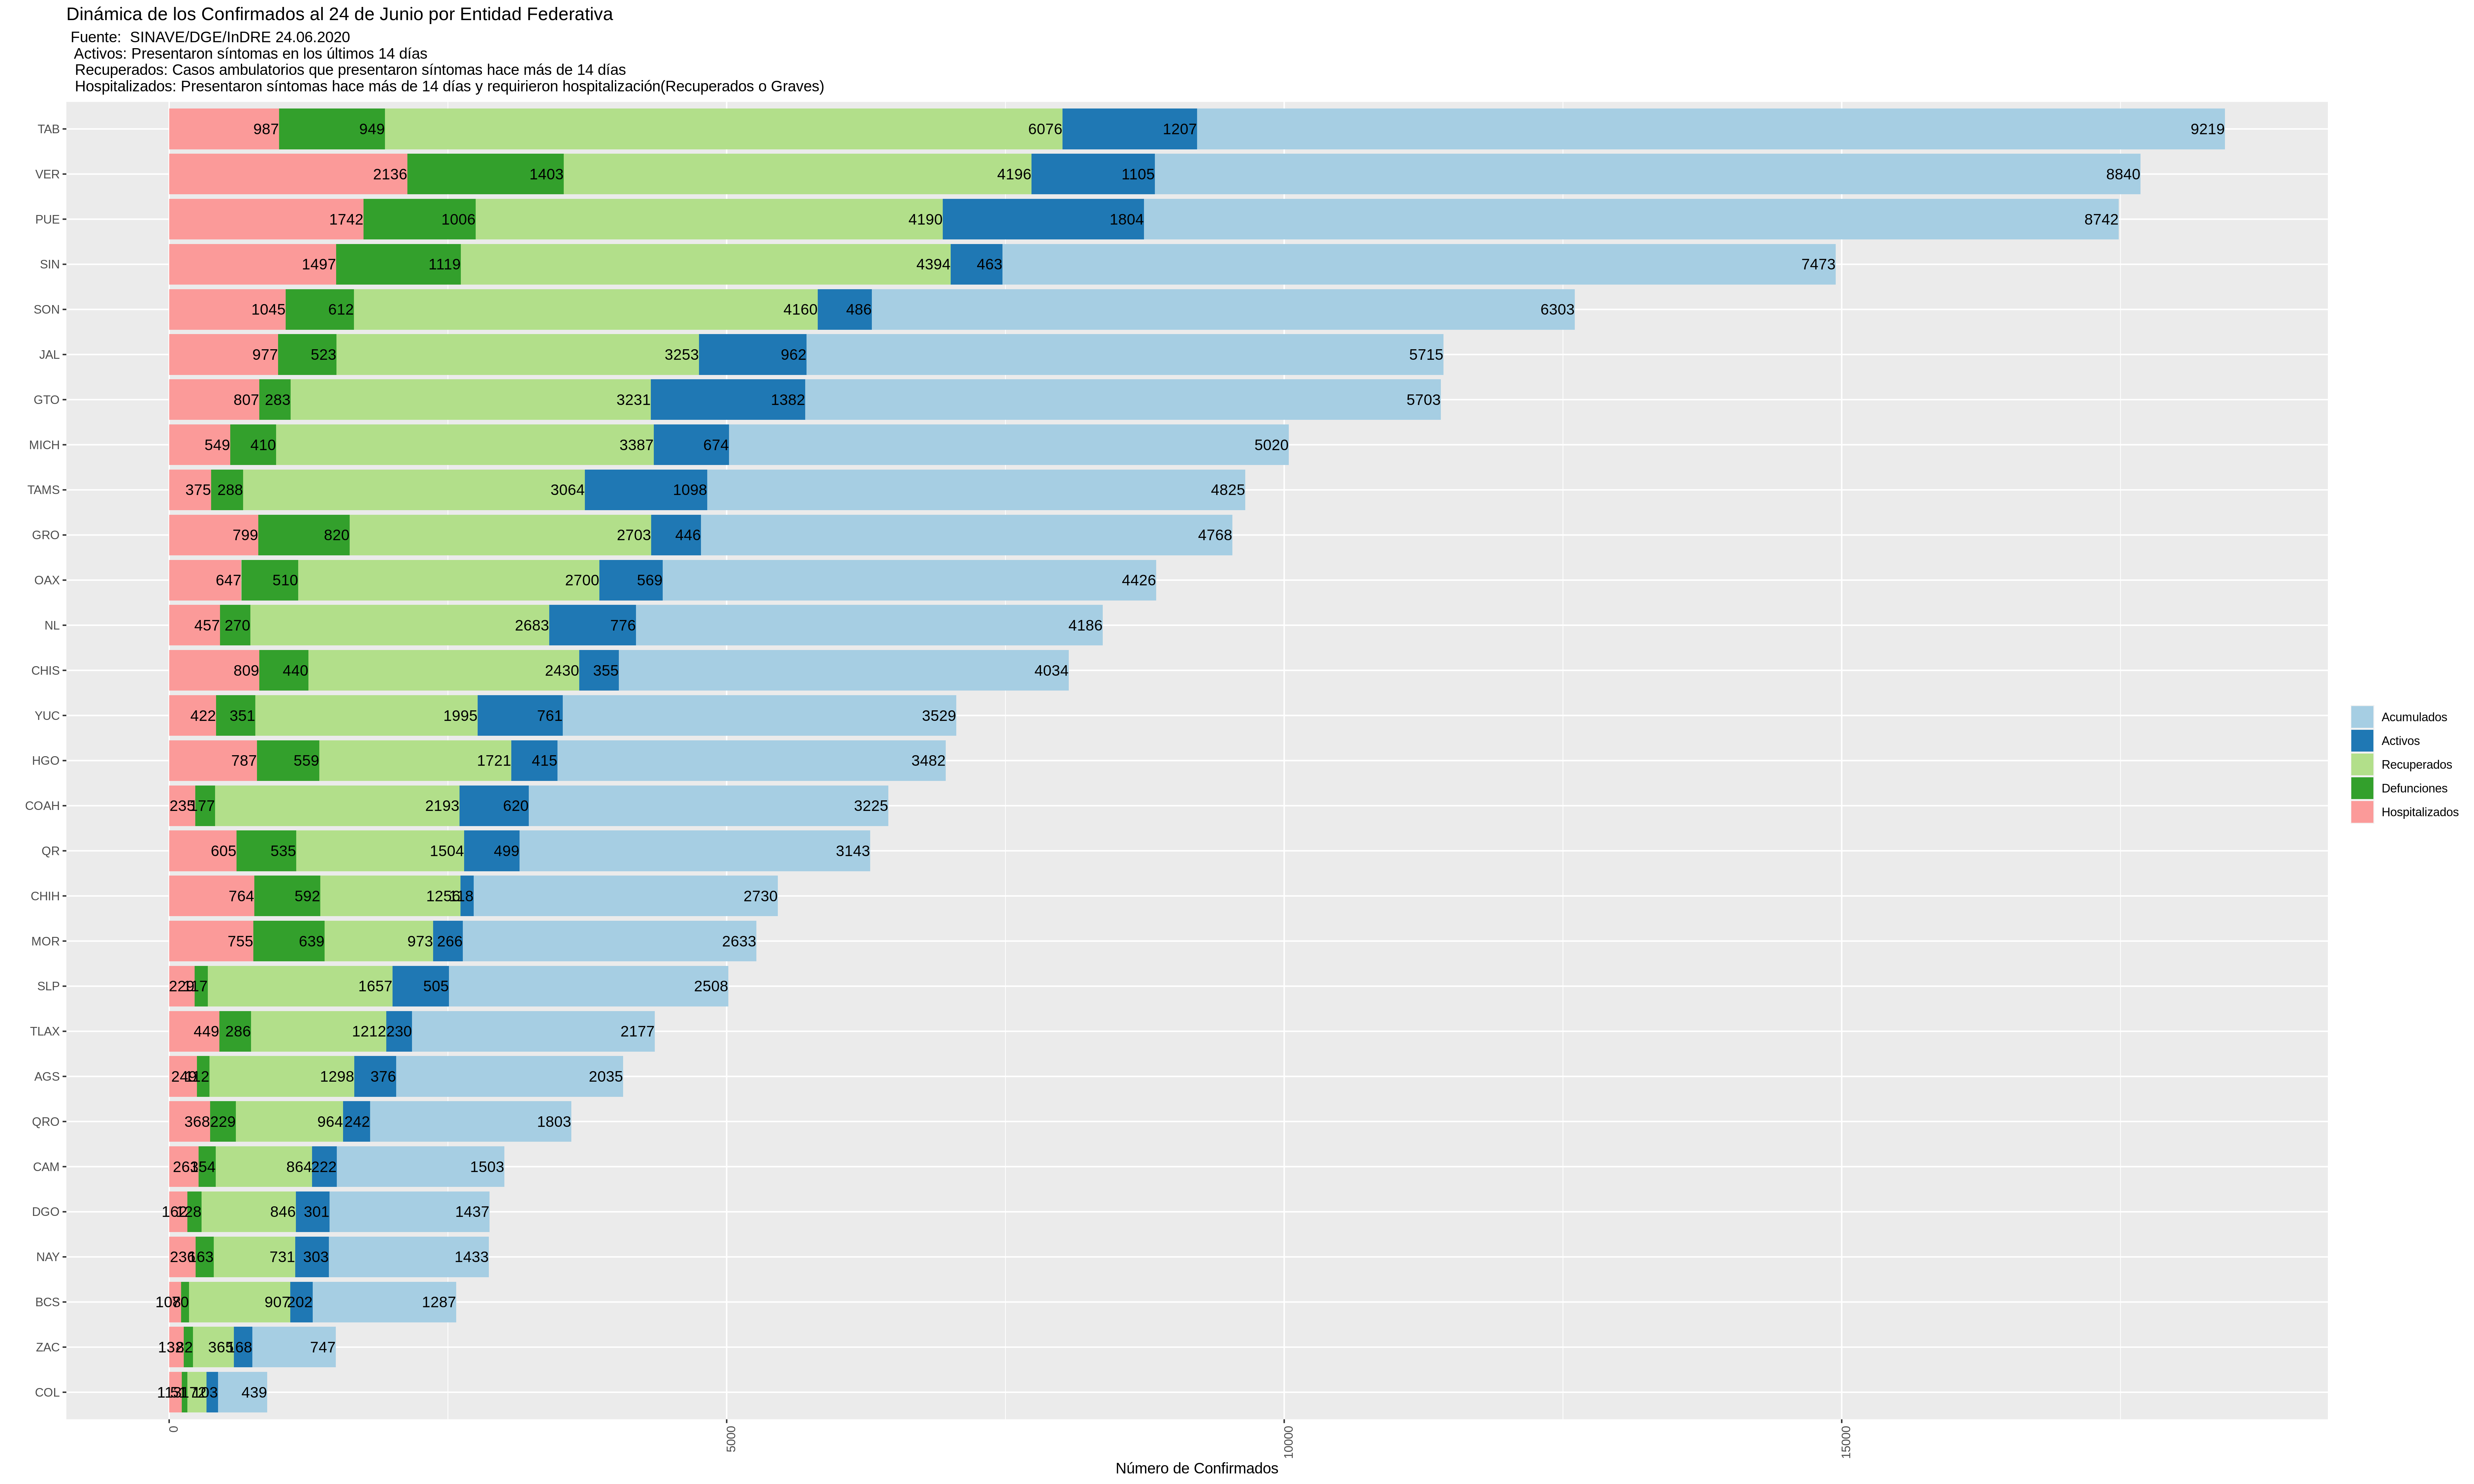 Dinámica de los Confirmados al 24 de Junio por Entidad Federativa
Fuente: SINAVE/DGE/InDRE 24.06.2020
Activos: Presentaron síntomas en los últimos 14 días
Recuperados: Casos ambulatorios que presentaron síntomas hace más de 14 días
Hospitalizados: Presentaron síntomas hace más de 14 días y requirieron hospitalización(Recuperados o Graves)
TAB 987 949 6076 1207 9219
VER 2136 1403 4196 1105 8840
PUE 1742 1006 4190 1804 8742
SIN 1497 1119 4394 463 7473
SON 1045 612 4160 486 6303
JAL 977 523 3253 962 5715
GTO 807 283 3231 1382 5703
MICH 549 410 3387 674 5020
TAMS 375 288 3064 1098 4825
GRO 799 820 2703 446 4768
OAX 647 510 2700 569 4426
NL 457 270 2683 776 4186
CHIS 809 440 2430 355 4034
YUC 422 351 1995 761 3529
HGO 787 559 1721 415 3482
COAH 235 177 2193 620 3225
QR 605 535 1504 499 3143
CHIH 764 592 1256 118 2730
MOR 755 639 973 266 2633
SLP 229 117 1657 505 2508
TLAX 449 286 1212 230 2177
AGS 249 112 1298 376 2035
QRO 368 229 964 242 1803
CAM 263 154 864 222 1503
DGO 162 128 846 301 1437
NAY 236 163 731 303 1433
BCS 108 70 907 202 1287
ZAC 132 82 365 168 747
COL 113 51 172 103 439
0 5000 10000 15000
Número de Confirmados
Acumulados
Activos
Recuperados
Defunciones
Hospitalizados